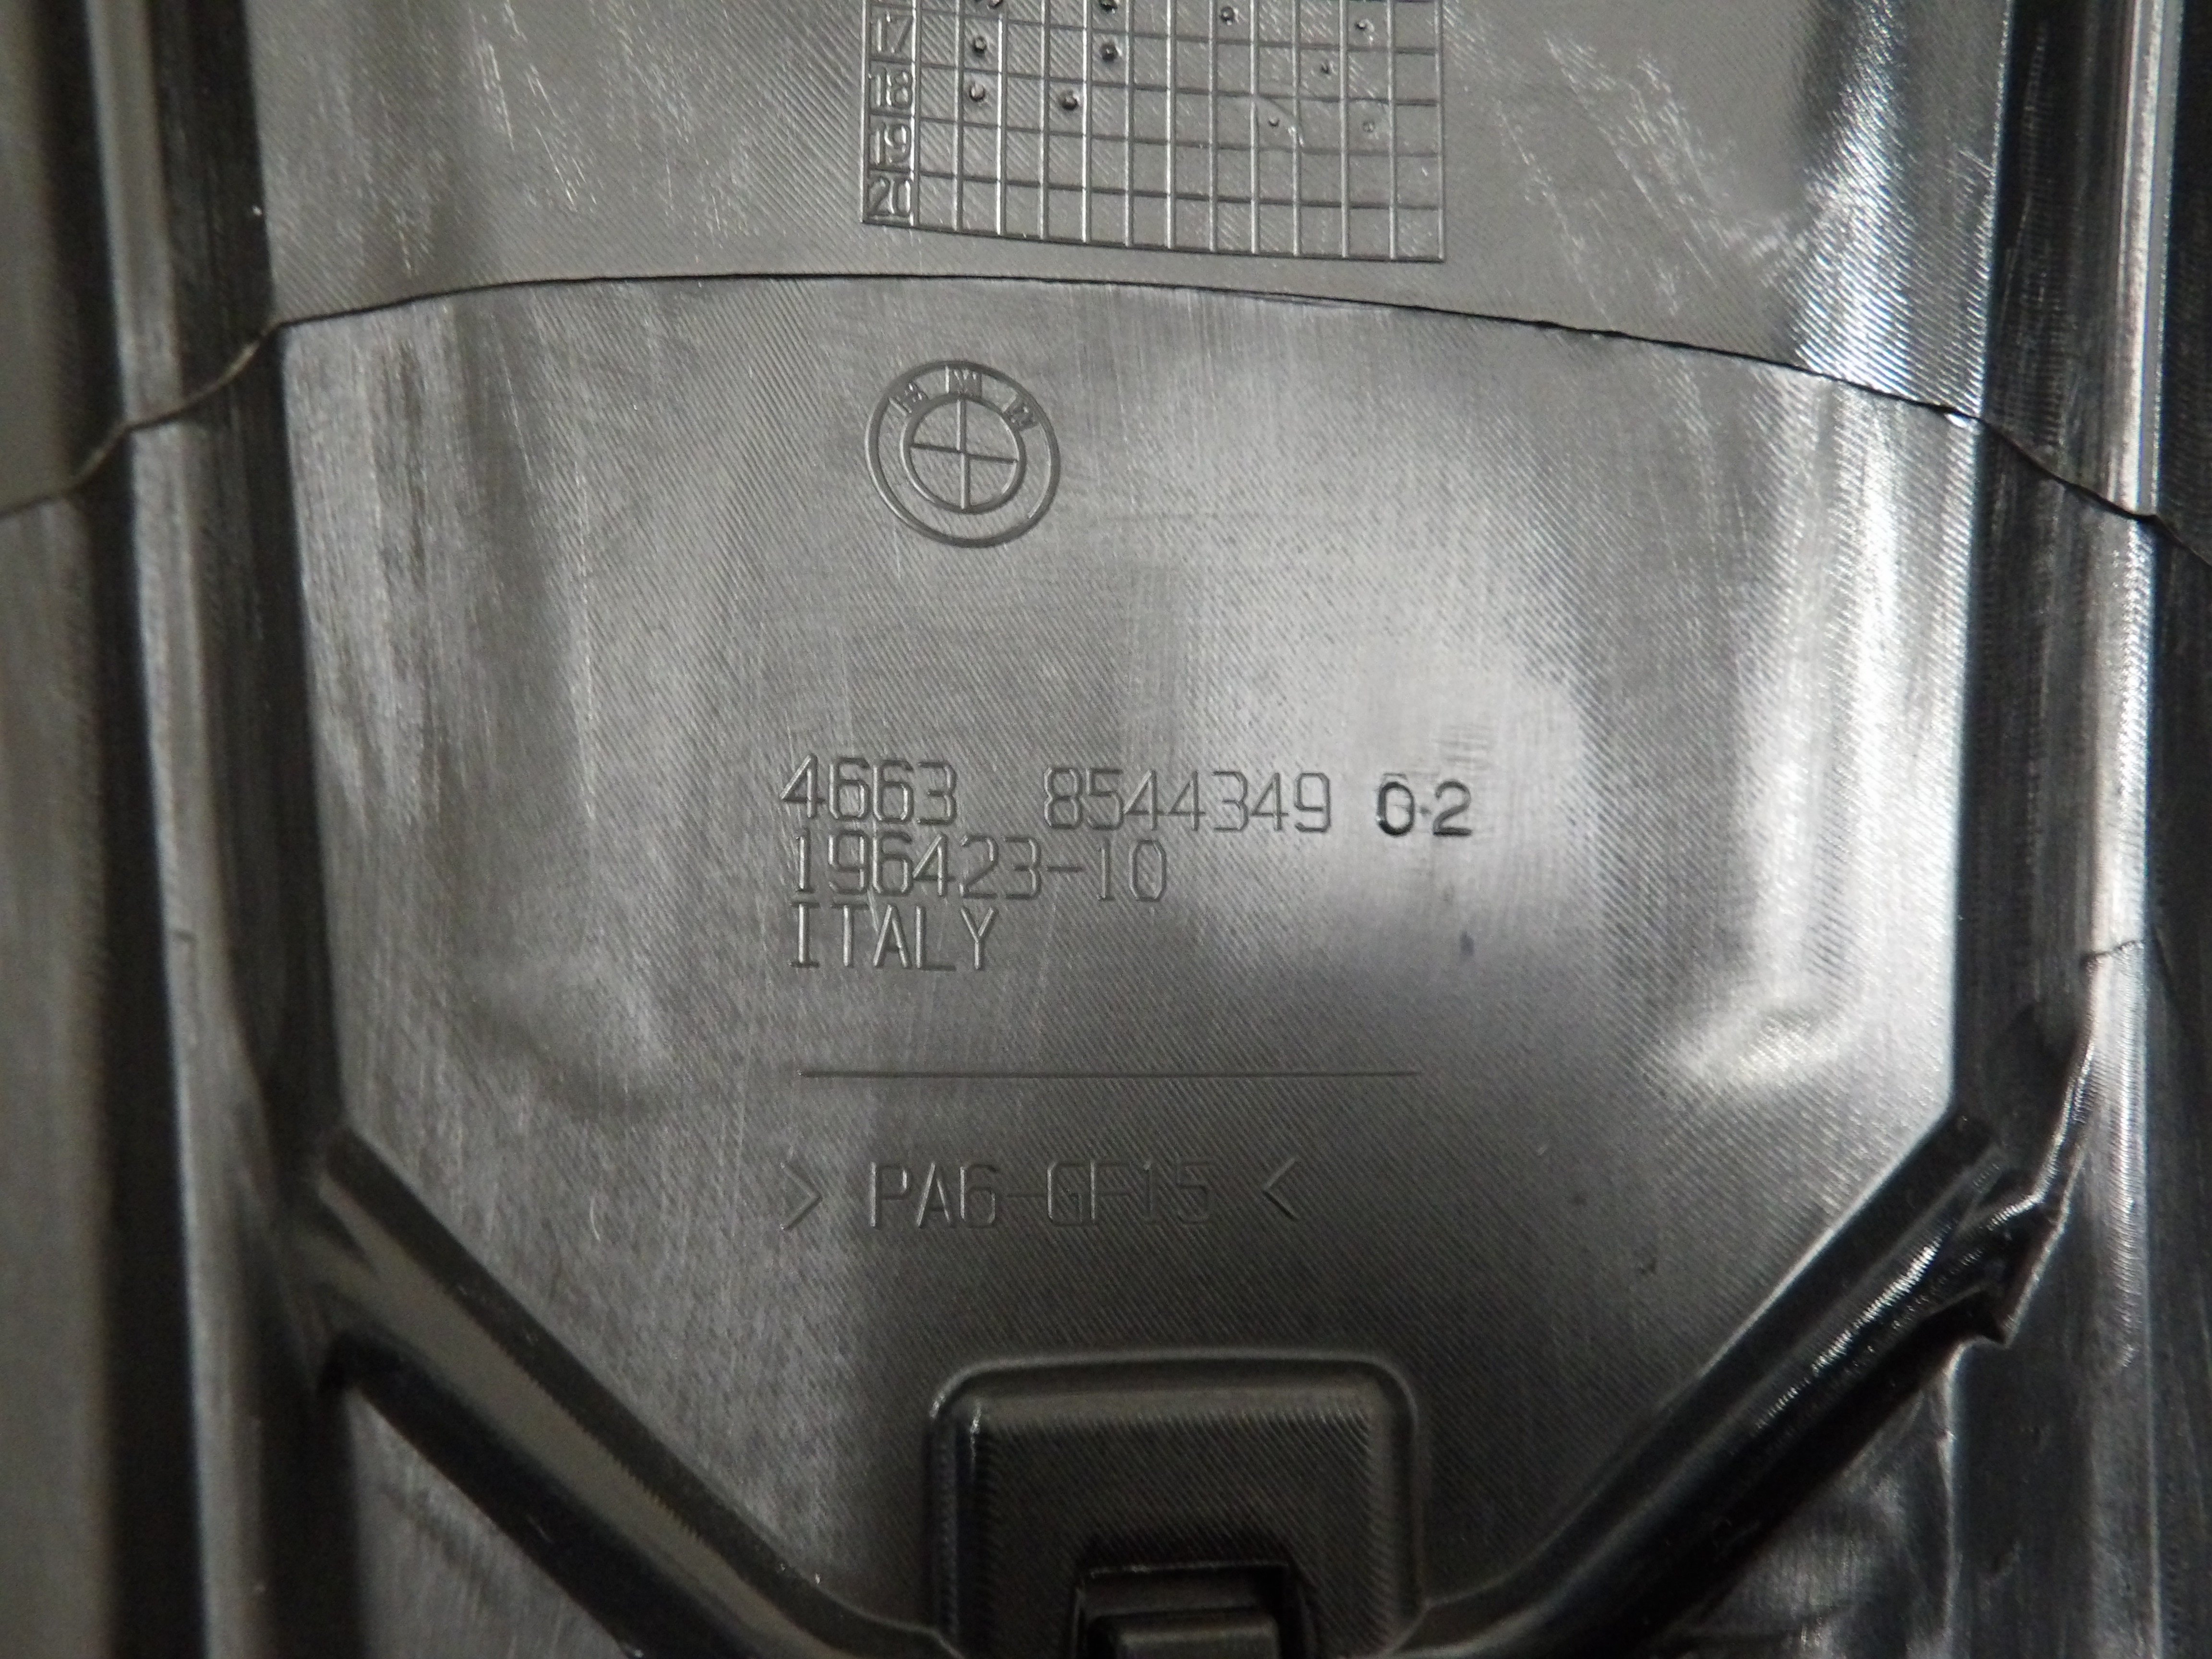 17
18
19
20
BMW
4663 8544349 02
196423-10
ITALY
> PA6-GF15 <